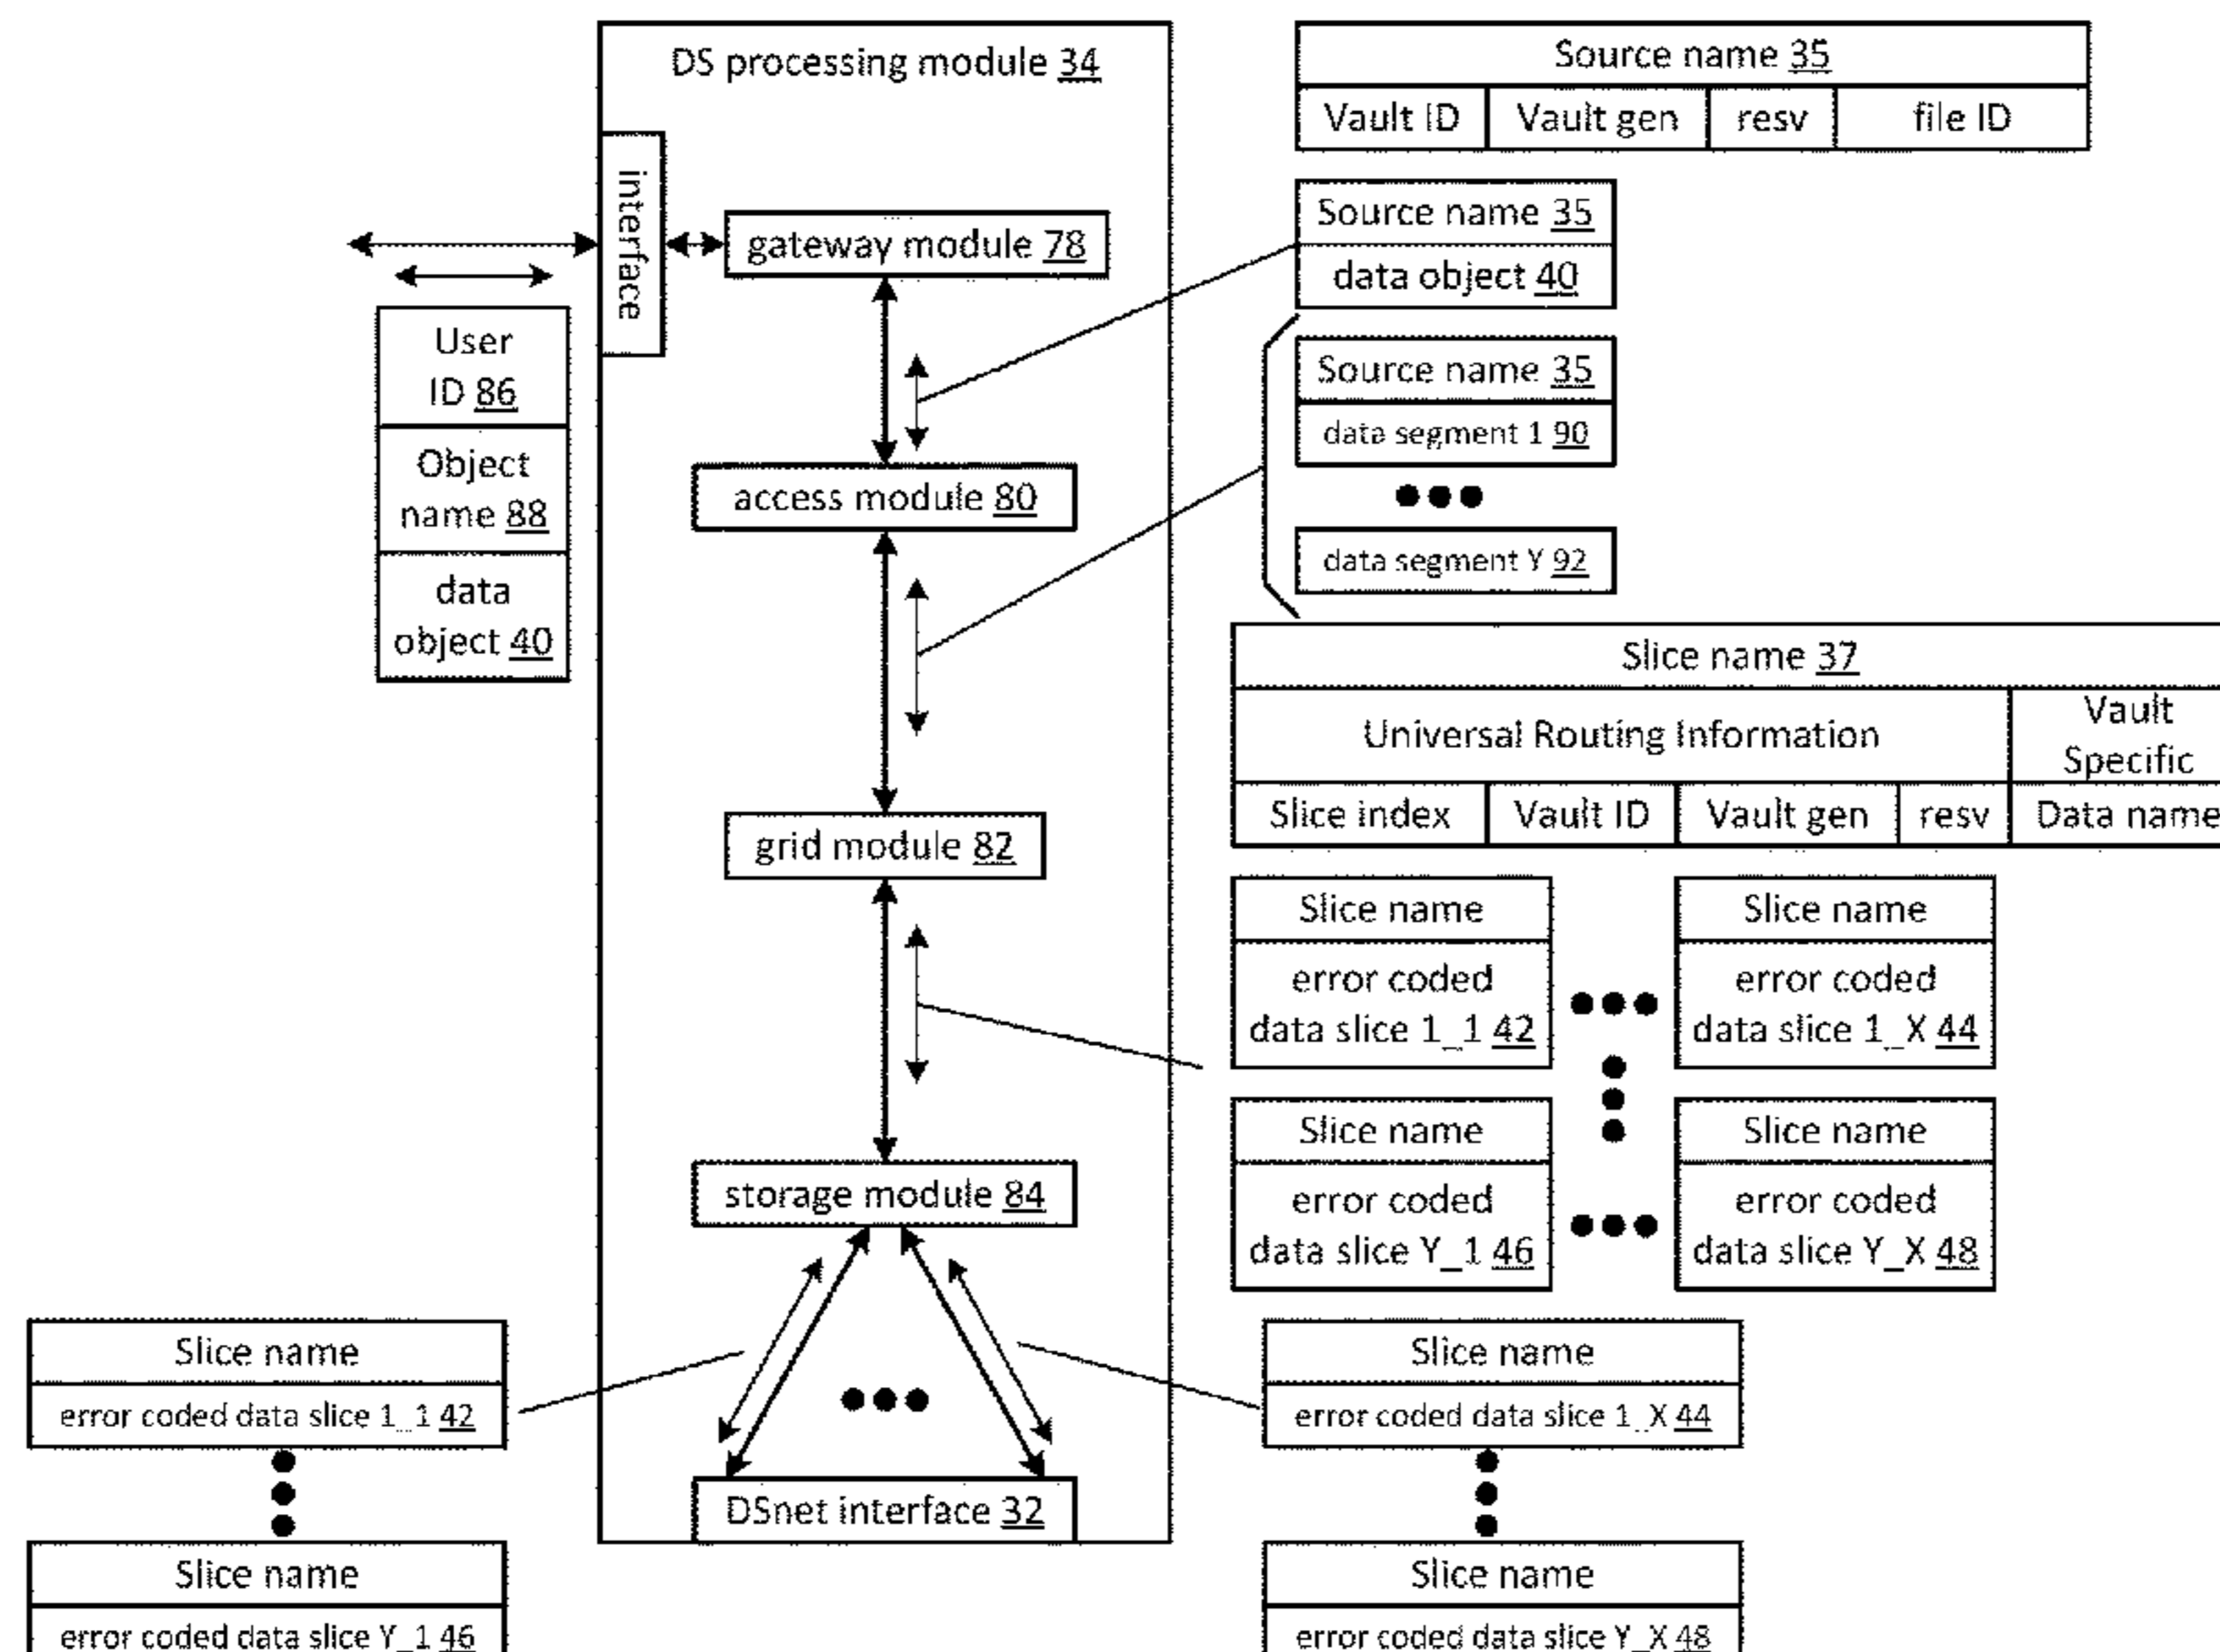 DS processing module 34
interface
gateway module 78
access module 80
grid module 82
storage module 84
DSnet interface 32
User
ID 86
Object
name 88
data
object 40
Source name 35
Vault ID Vault gen resv file ID
Source name 35
data object 40
Source name 35
data segment 1 90
data segment Y 92
Slice name 37
Universal Routing Information
Vault
Specific
Slice index Vault ID Vault gen resv Data name
Slice name
error coded
data slice 1_1 42
Slice name
error coded
data slice 1_X 44
Slice name
error coded
data slice Y_1 46
Slice name
error coded
data slice Y_X 48
Slice name
error coded data slice 1_1 42
Slice name
error coded data slice Y_1 46
Slice name
error coded data slice 1_X 44
Slice name
error coded data slice Y_X 48